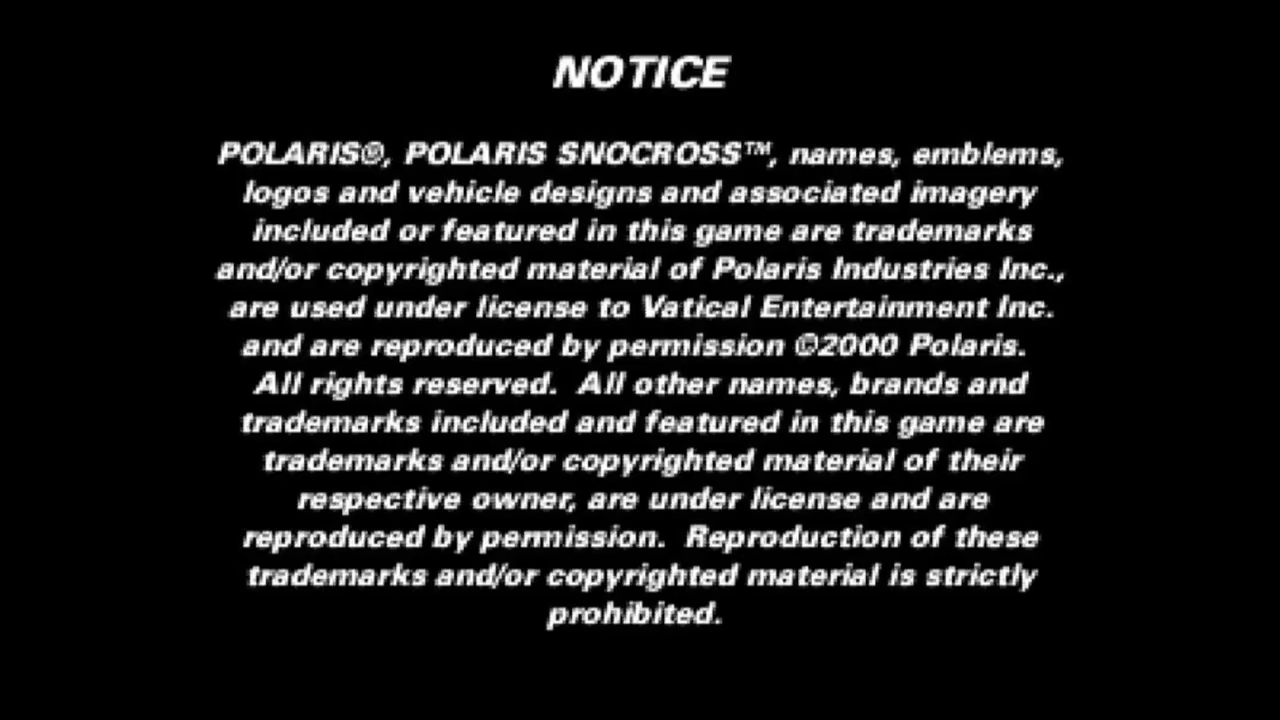 NOTICE
POLARIS®, POLARIS SNOCROSS™, names, emblems,
logos and vehicle designs and associated imagery
included or featured in this game are trademarks
and/or copyrighted material of Polaris Industries Inc.,
are used under license to Vatical Entertainment Inc.
and are reproduced by permission ©2000 Polaris.
All rights reserved.  All other names, brands and
trademarks included and featured in this game are
trademarks and/or copyrighted material of their
respective owner, are under license and are
reproduced by permission.  Reproduction of these
trademarks and/or copyrighted material is strictly
prohibited.